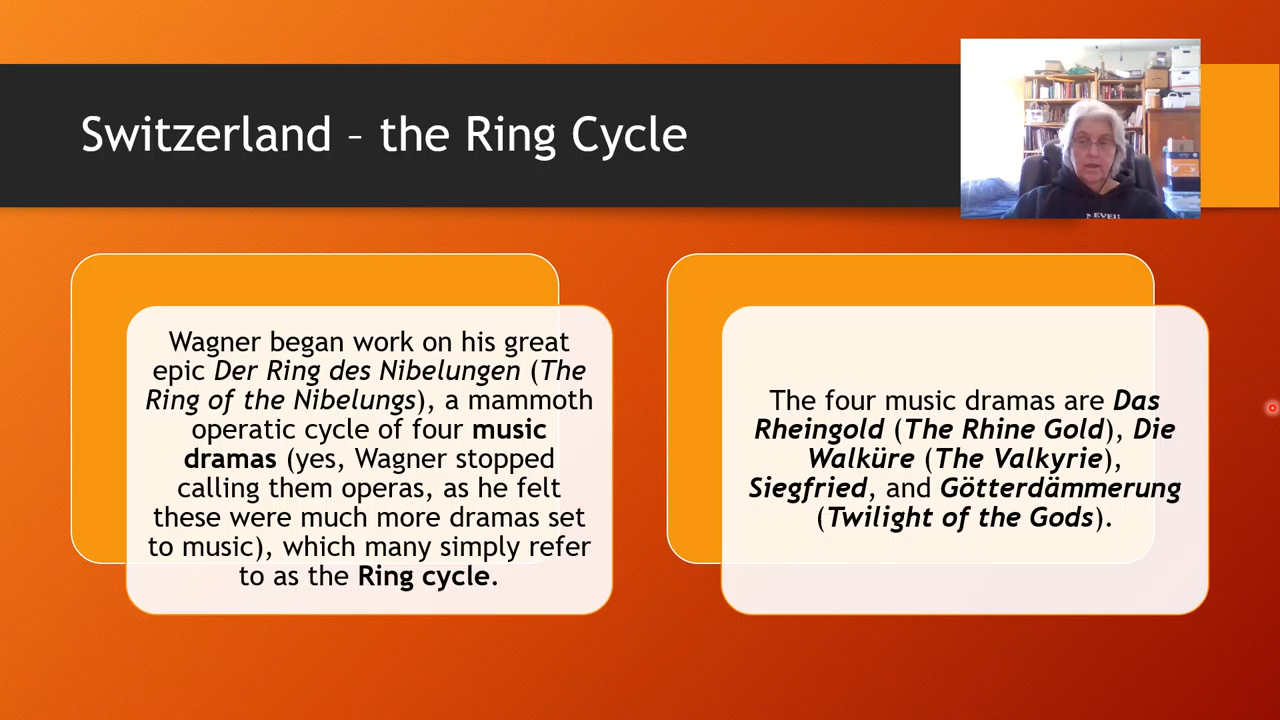 Switzerland – the Ring Cycle
EVEN
Wagner began work on his great
epic Der Ring des Nibelungen (The
Ring of the Nibelungs), a mammoth
operatic cycle of four music
dramas (yes, Wagner stopped
calling them operas, as he felt
these were much more dramas set
to music), which many simply refer
to as the Ring cycle.
The four music dramas are Das
Rheingold (The Rhine Gold), Die
Walküre (The Valkyrie),
Siegfried, and Götterdämmerung
(Twilight of the Gods).